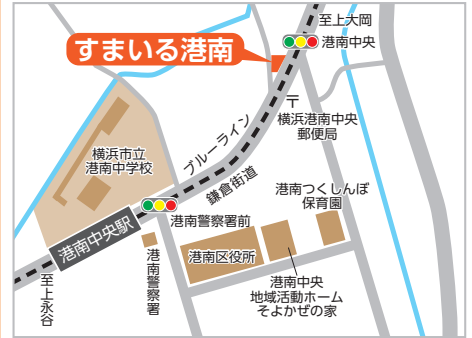 至上大岡
港南中央
すまいる港南
〒
横浜港南中央
郵便局
ブルーライン
鎌倉街道
横浜市立
港南中学校
港南つくしんぼ
保育園
港南警察署前
港南中央駅
港南区役所
港南警察署
至上永谷
港南中央
地域活動ホーム
そよかぜの家